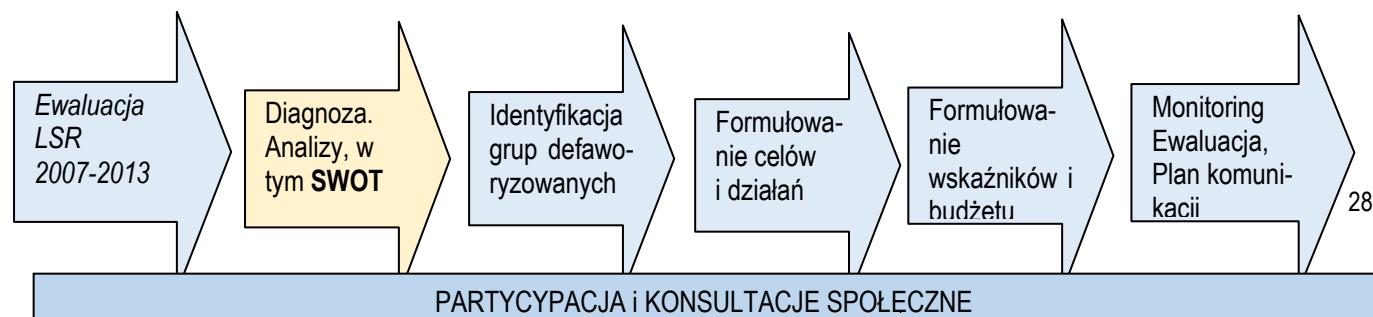 Ewaluacja
LSR
2007-2013
Diagnoza.
Analizy, w
tym SWOT
Identyfikacja
grup defawo-
ryzowanych
Formułowa-
nie celów
i działań
Formułowa-
nie
wskaźników i
budżetu
Monitoring
Ewaluacja,
Plan komuni-
kacji
28
PARTYCYPACJA i KONSULTACJE SPOŁECZNE